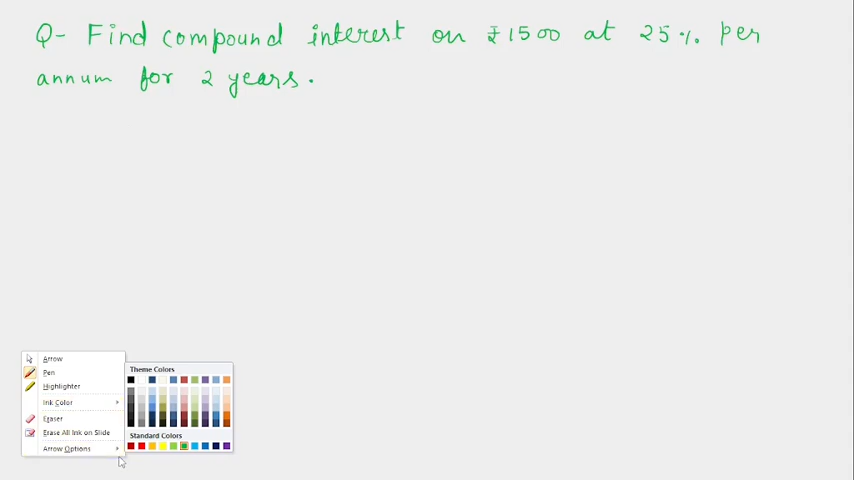 Q- Find compound interest on ₹1500 at 25% per
annum for 2 years.
Arrow
Pen
Highlighter
Ink Color
Eraser
Erase All Ink on Slide
Arrow Options
Theme Colors
Standard Colors